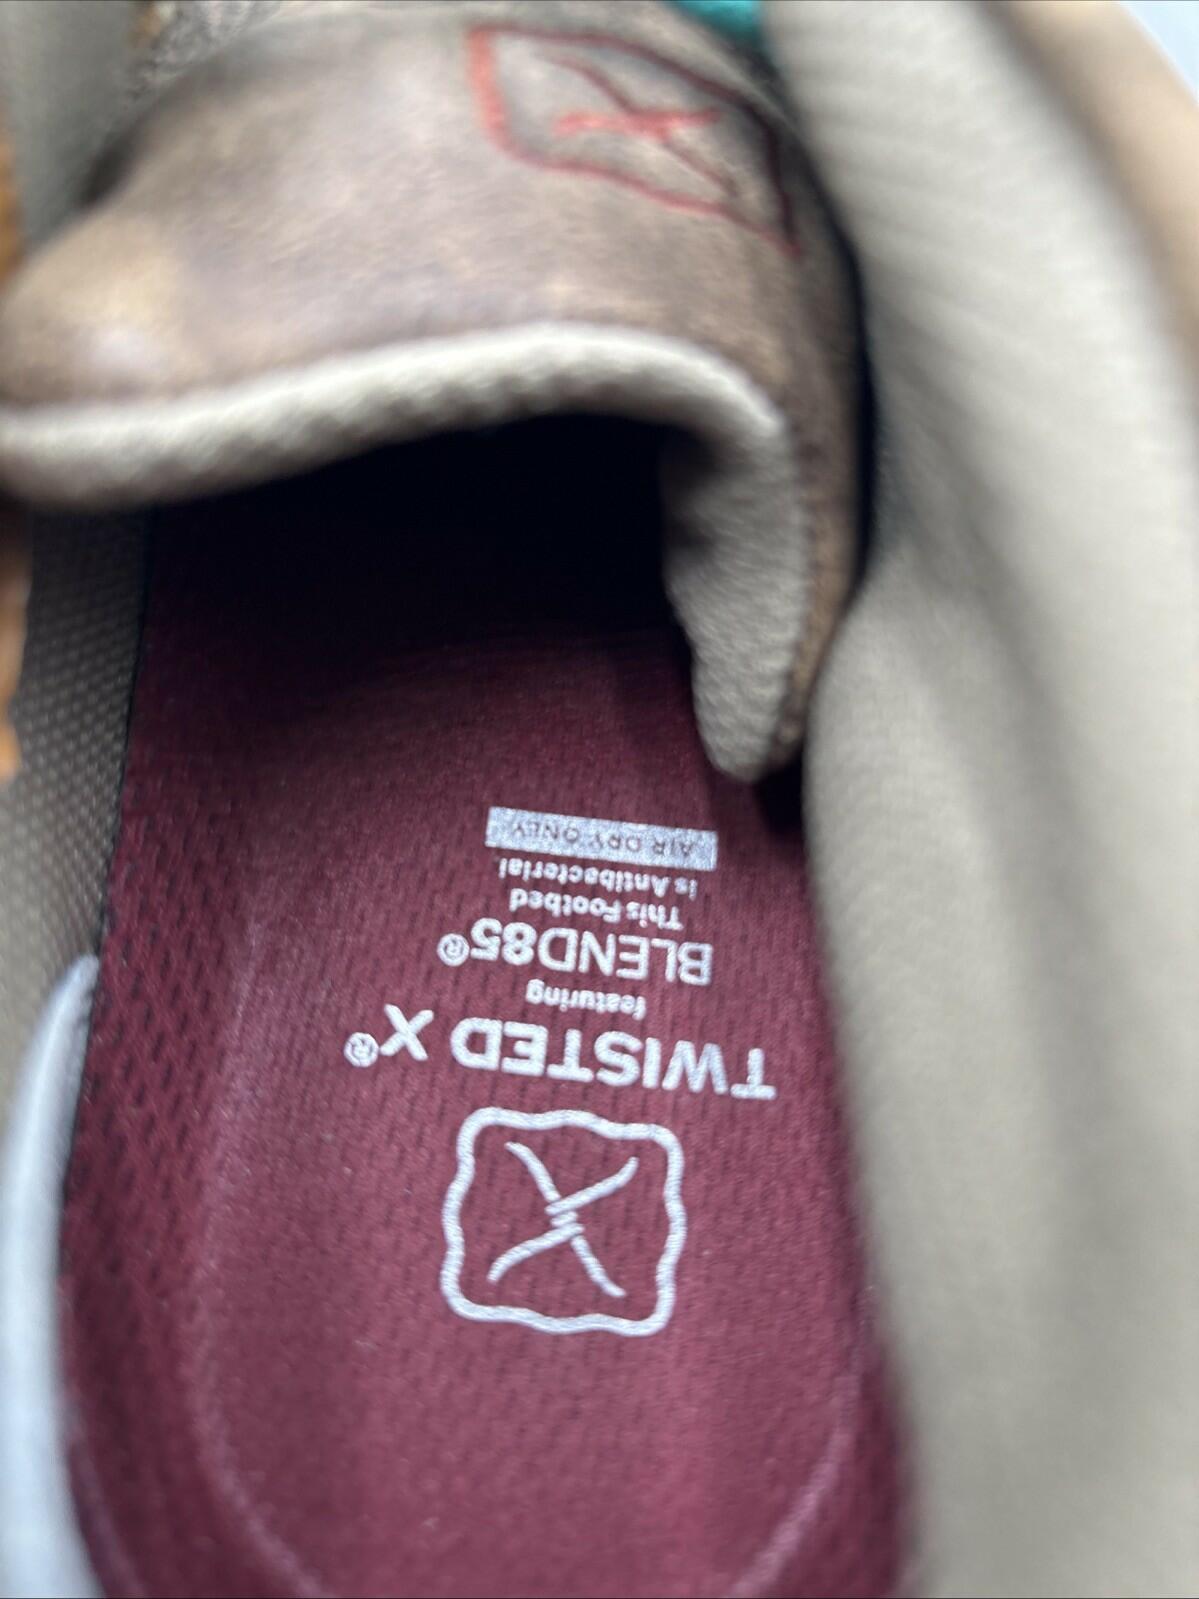 TWISTED X®
featuring
BLEND85®
This Footbed
is Antibacterial
AIR DRY ONLY